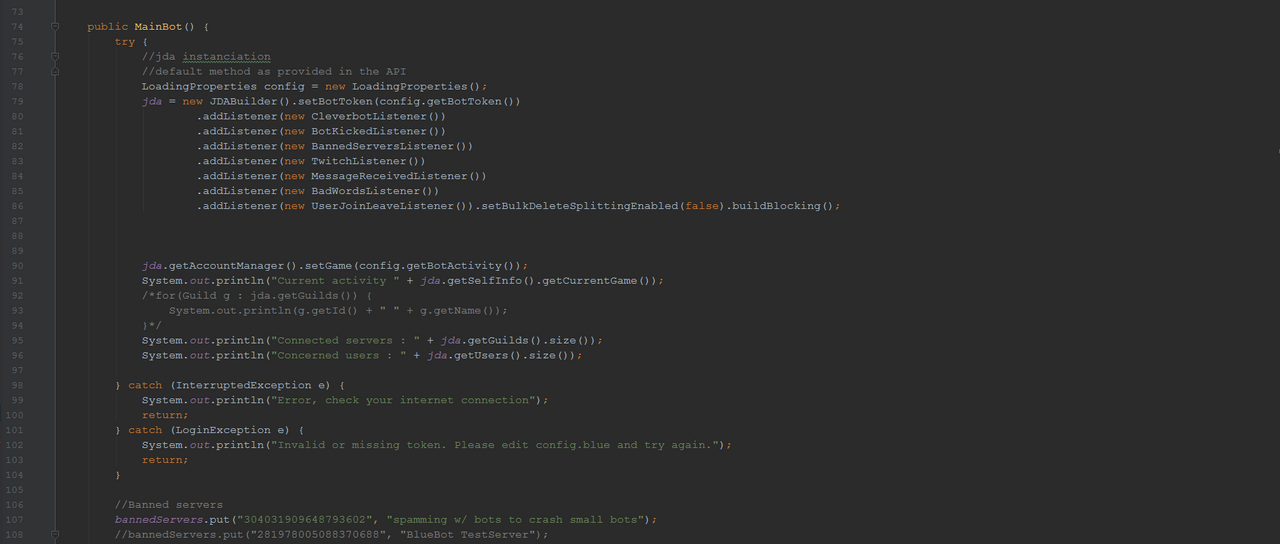 73
74 public MainBot() {
75 try {
76 //jda instanciation
77 //default method as provided in the API
78 LoadingProperties config = new LoadingProperties();
79 jda = new JDABuilder().setBotToken(config.getBotToken())
80 .addListener(new CleverbotListener())
81 .addListener(new BotKickedListener())
82 .addListener(new BannedServersListener())
83 .addListener(new TwitchListener())
84 .addListener(new MessageReceivedListener())
85 .addListener(new BadWordsListener())
86 .addListener(new UserJoinLeaveListener()).setBulkDeleteSplittingEnabled(false).buildBlocking();
87
88
89
90 jda.getAccountManager().setGame(config.getBotActivity());
91 System.out.println("Current activity " + jda.getSelfInfo().getCurrentGame());
92 /*for(Guild g : jda.getGuilds()) {
93 System.out.println(g.getId() + " " + g.getName());
94 }*/
95 System.out.println("Connected servers : " + jda.getGuilds().size());
96 System.out.println("Concerned users : " + jda.getUsers().size());
97
98 } catch (InterruptedException e) {
99 System.out.println("Error, check your internet connection");
100 return;
101 } catch (LoginException e) {
102 System.out.println("Invalid or missing token. Please edit config.blue and try again.");
103 return;
104 }
105
106 //Banned servers
107 bannedServers.put("304031909648793602", "spamming w/ bots to crash small bots");
108 //bannedServers.put("281978005088370688", "BlueBot TestServer");